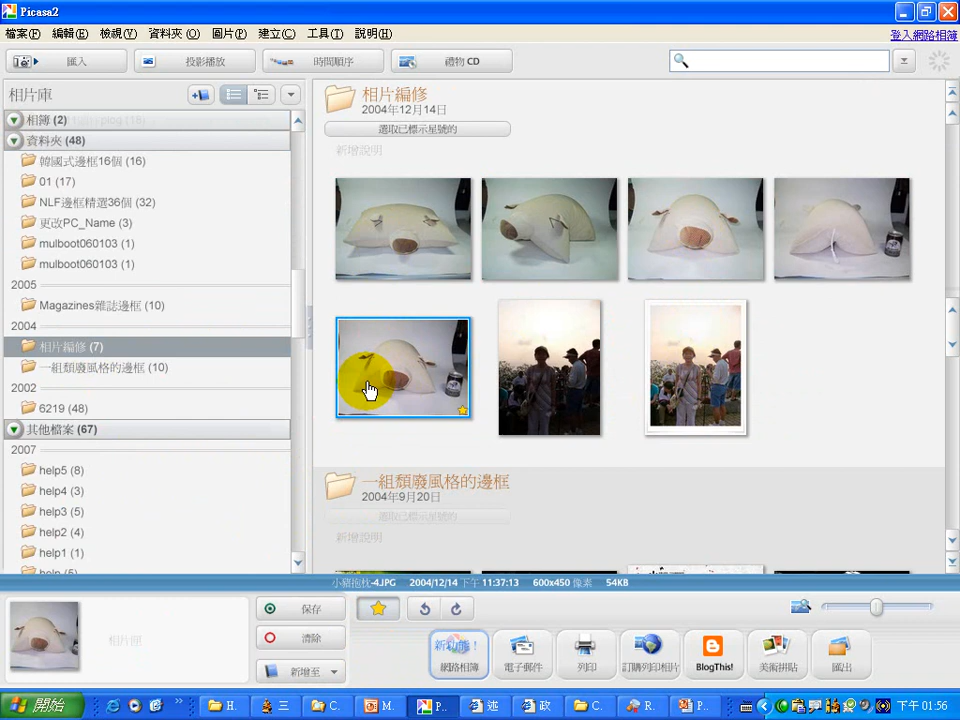 Picasa2
檔案(F) 編輯(E) 檢視(V) 資料夾(O) 圖片(P) 建立(C) 工具(T) 說明(H)
登入網路相簿
匯入 投影播放 時間順序 禮物 CD
相片庫
相簿 (2)
資料夾 (48)
韓國式邊框16個 (16)
01 (17)
NLF邊框精選36個 (32)
更改PC_Name (3)
mulboot060103 (1)
mulboot060103 (1)
2005
Magazines雜誌邊框 (10)
2004
相片編修 (7)
一組類廢風格的邊框 (10)
2002
6219 (48)
其他檔案 (67)
2007
help5 (8)
help4 (3)
help3 (5)
help2 (4)
help1 (1)
help (5)
相片編修
2004年12月14日
選取已標示星號的
新增說明
一組類廢風格的邊框
2004年9月20日
選取已標示星號的
新增說明
小豬抱枕-4.JPG 2004/12/14 下午 11:37:13 600x450 像素 54KB
相片匣
保存
清除
新增至
新功能！
網路相簿
電子郵件
列印
訂購列印相片
BlogThis!
美術拼貼
匯出
開始
H.
三
C.
M.
P.
政
C.
R.
P.
下午 01:56